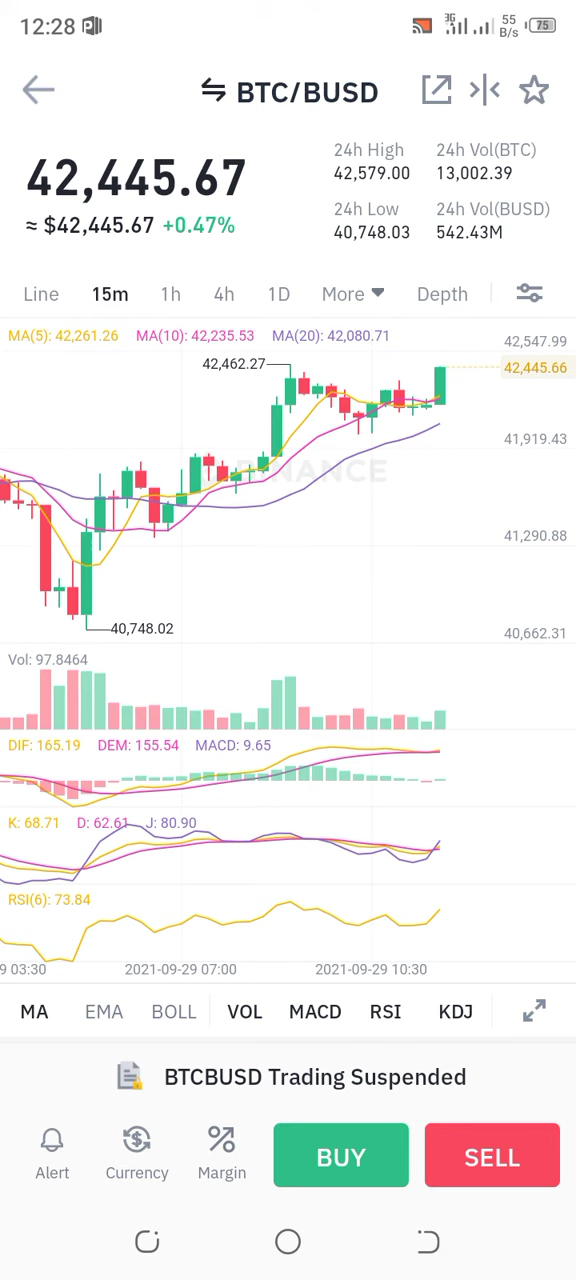 12:28 3G 55 B/s 75
BTC/BUSD
42,445.67
≈ $42,445.67 +0.47%
24h High 24h Vol(BTC)
42,579.00 13,002.39
24h Low 24h Vol(BUSD)
40,748.03 542.43M
Line 15m 1h 4h 1D More Depth
MA(5): 42,261.26 MA(10): 42,235.53 MA(20): 42,080.71
42,547.99
42,462.27
42,445.66
41,919.43
BINANCE
41,290.88
40,748.02
40,662.31
Vol: 97.8464
DIF: 165.19 DEM: 155.54 MACD: 9.65
K: 68.71 D: 62.61 J: 80.90
RSI(6): 73.84
9 03:30 2021-09-29 07:00 2021-09-29 10:30
MA EMA BOLL VOL MACD RSI KDJ
BTCBUSD Trading Suspended
Alert Currency Margin BUY SELL